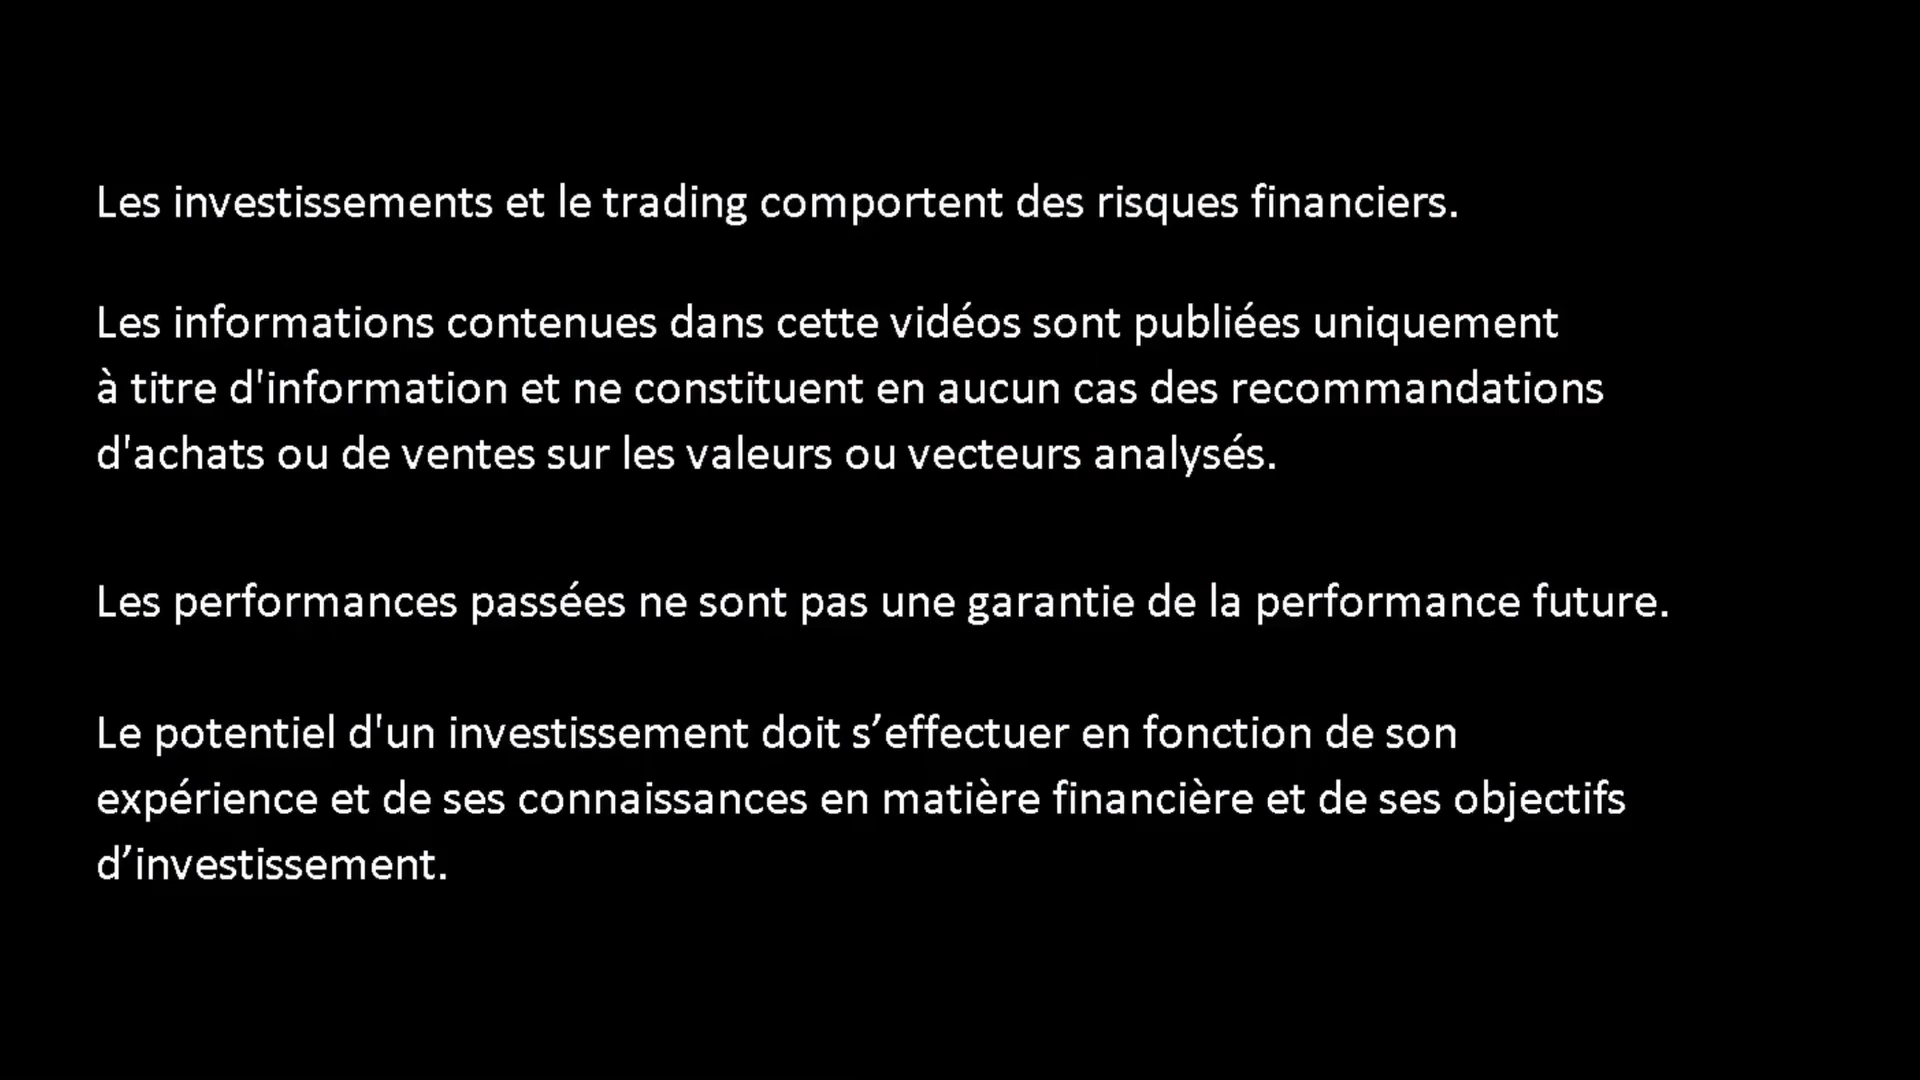 Les investissements et le trading comportent des risques financiers.
Les informations contenues dans cette vidéos sont publiées uniquement
à titre d'information et ne constituent en aucun cas des recommandations
d'achats ou de ventes sur les valeurs ou vecteurs analysés.
Les performances passées ne sont pas une garantie de la performance future.
Le potentiel d'un investissement doit s’effectuer en fonction de son
expérience et de ses connaissances en matière financière et de ses objectifs
d’investissement.